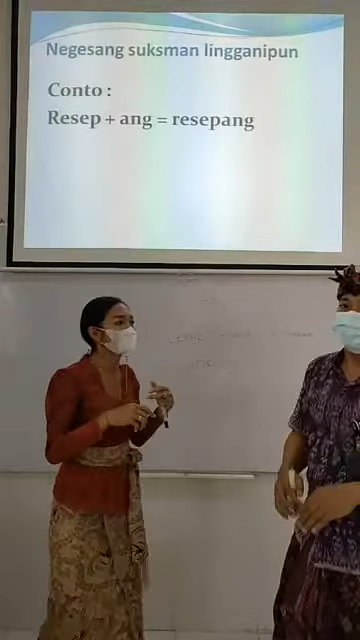 Negesang suksman lingganipun
Conto :
Resep + ang = resepang